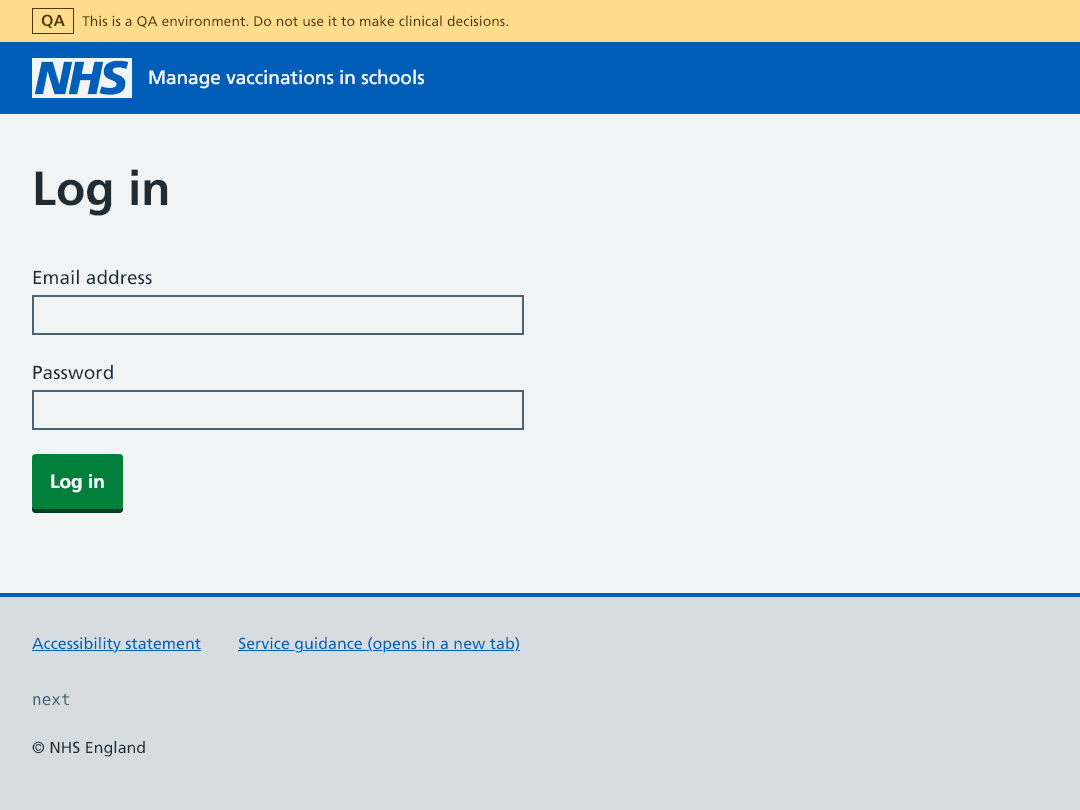 QA This is a QA environment. Do not use it to make clinical decisions.
NHS Manage vaccinations in schools
Log in
Email address
Password
Log in
Accessibility statement Service guidance (opens in a new tab)
next
© NHS England